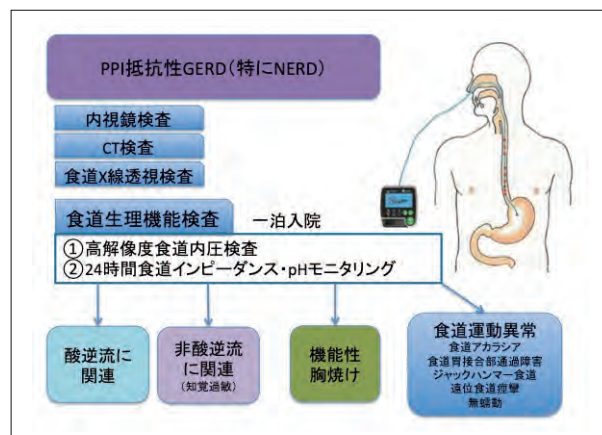 PPI抵抗性GERD（特にNERD）
内視鏡検査
CT検査
食道X線透視検査
食道生理機能検査 一泊入院
①高解像度食道内圧検査
②24時間食道インピーダンス・pHモニタリング
酸逆流に
関連
非酸逆流
に関連
（知覚過敏）
機能性
胸焼け
食道運動異常
食道アカラシア
食道胃接合部通過障害
ジャックハンマー食道
遠位食道痙攣
無蠕動